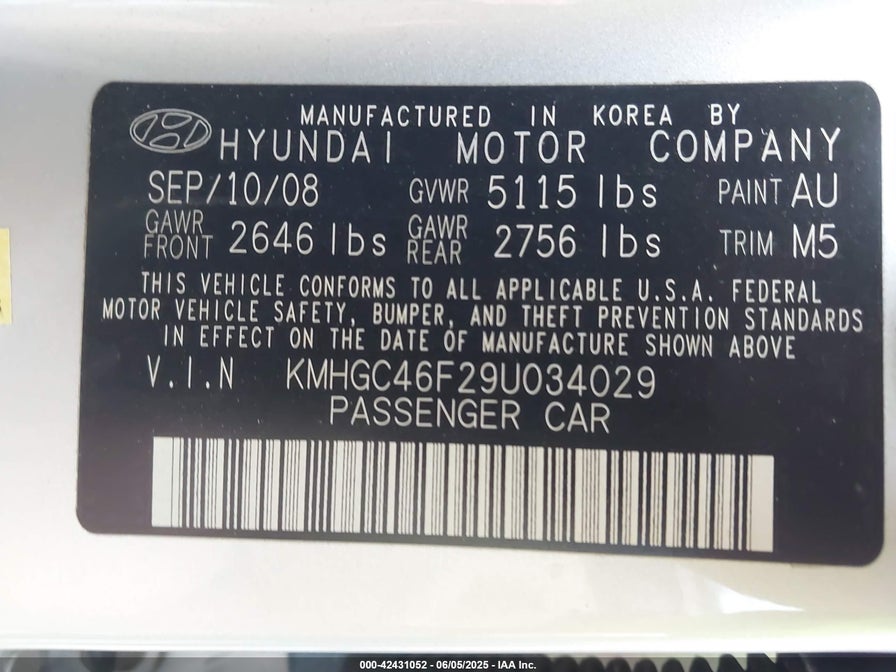 MANUFACTURED IN KOREA BY
HYUNDAI MOTOR COMPANY
SEP/10/08 GVWR 5115 lbs PAINT AU
GAWR FRONT 2646 lbs GAWR REAR 2756 lbs TRIM M5
THIS VEHICLE CONFORMS TO ALL APPLICABLE U.S.A. FEDERAL
MOTOR VEHICLE SAFETY, BUMPER, AND THEFT PREVENTION STANDARDS
IN EFFECT ON THE DATE OF MANUFACTURE SHOWN ABOVE
V.I.N KMHGC46F29U034029
PASSENGER CAR
000-42431052 - 06/05/2025 - IAA Inc.